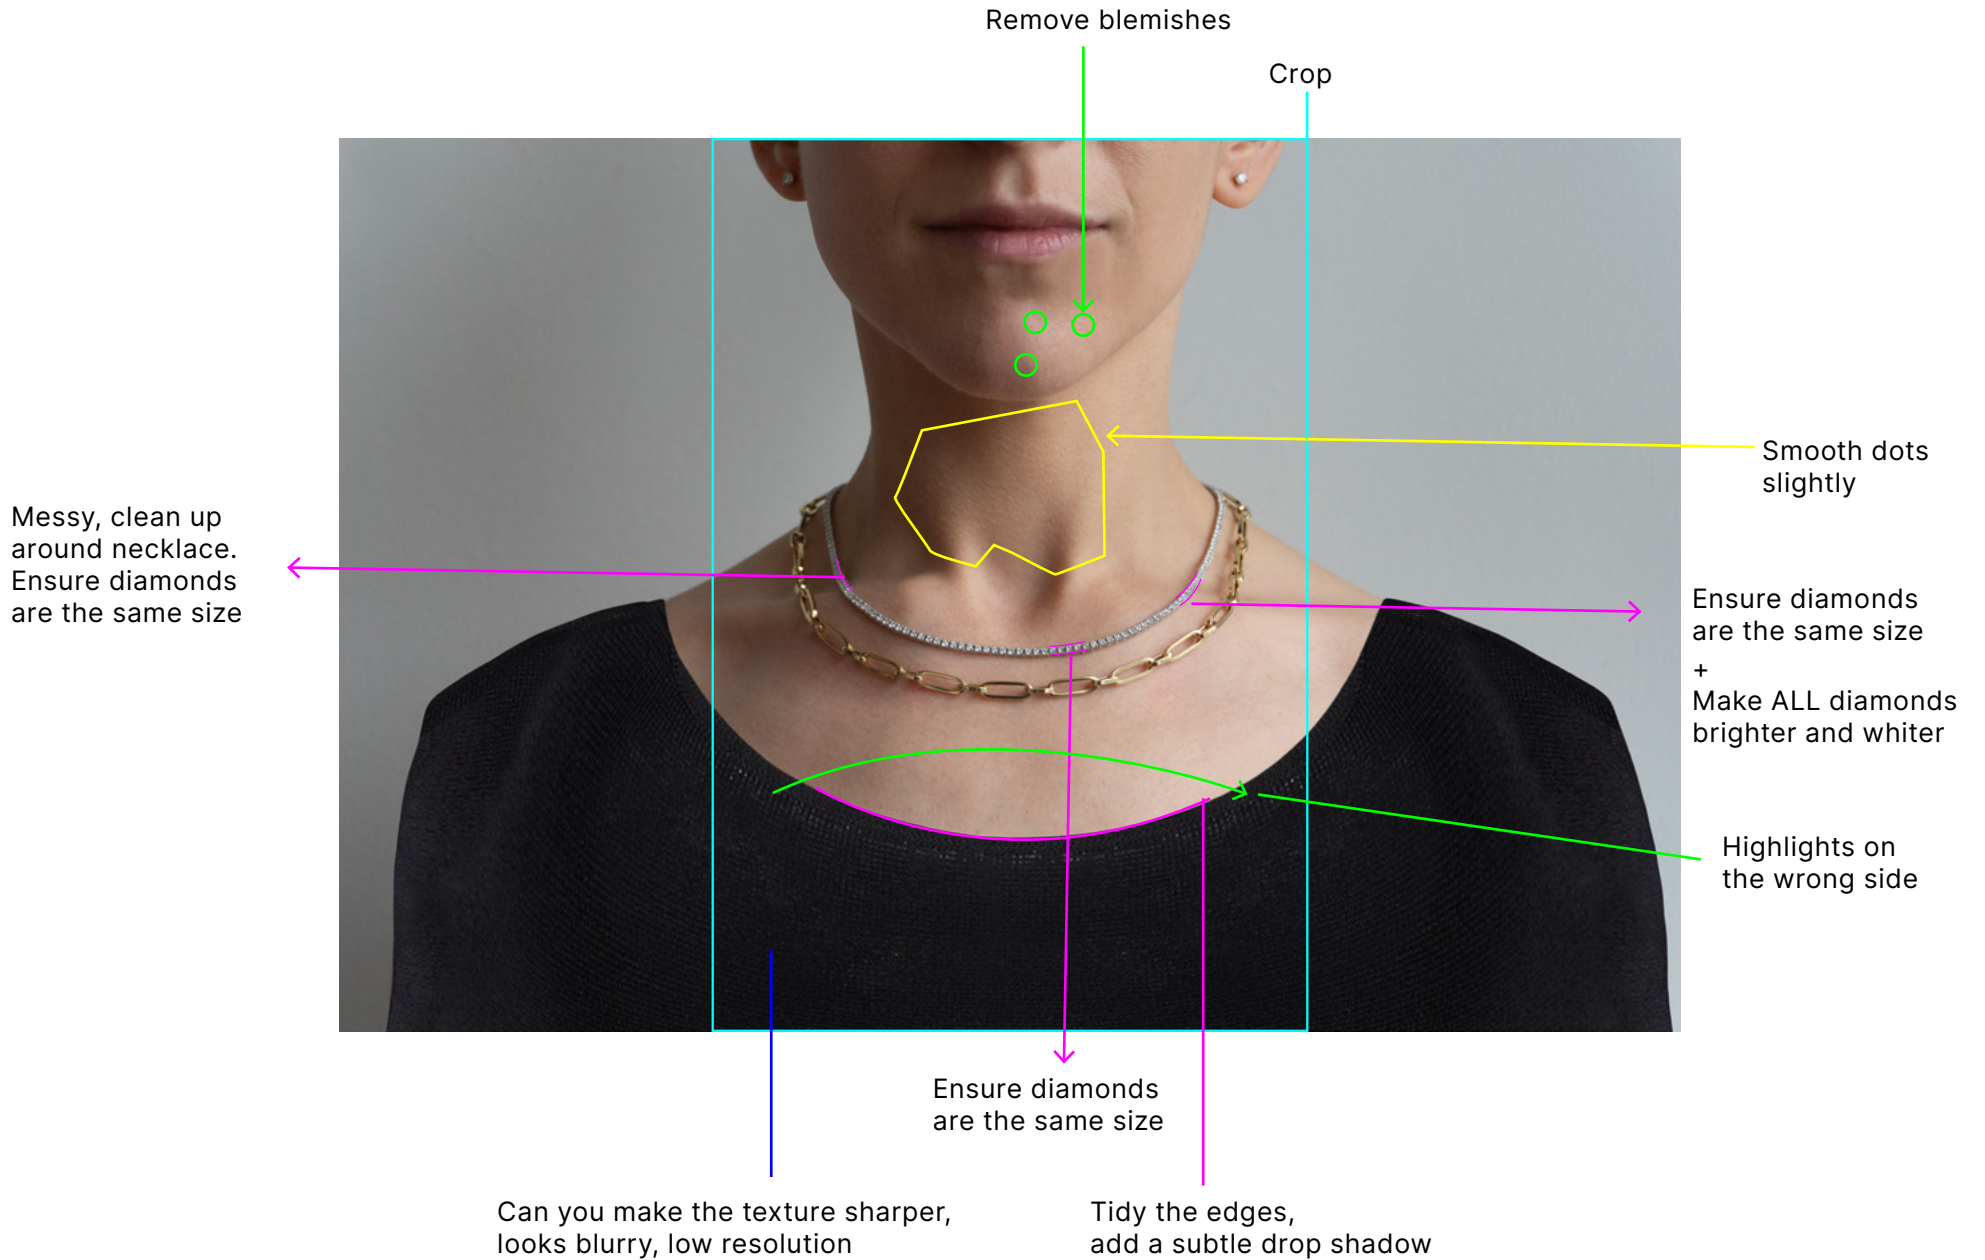 Remove blemishes
Crop
Smooth dots
slightly
Messy, clean up
around necklace.
Ensure diamonds
are the same size
Ensure diamonds
are the same size
+
Make ALL diamonds
brighter and whiter
Highlights on
the wrong side
Ensure diamonds
are the same size
Can you make the texture sharper,
looks blurry, low resolution
Tidy the edges,
add a subtle drop shadow